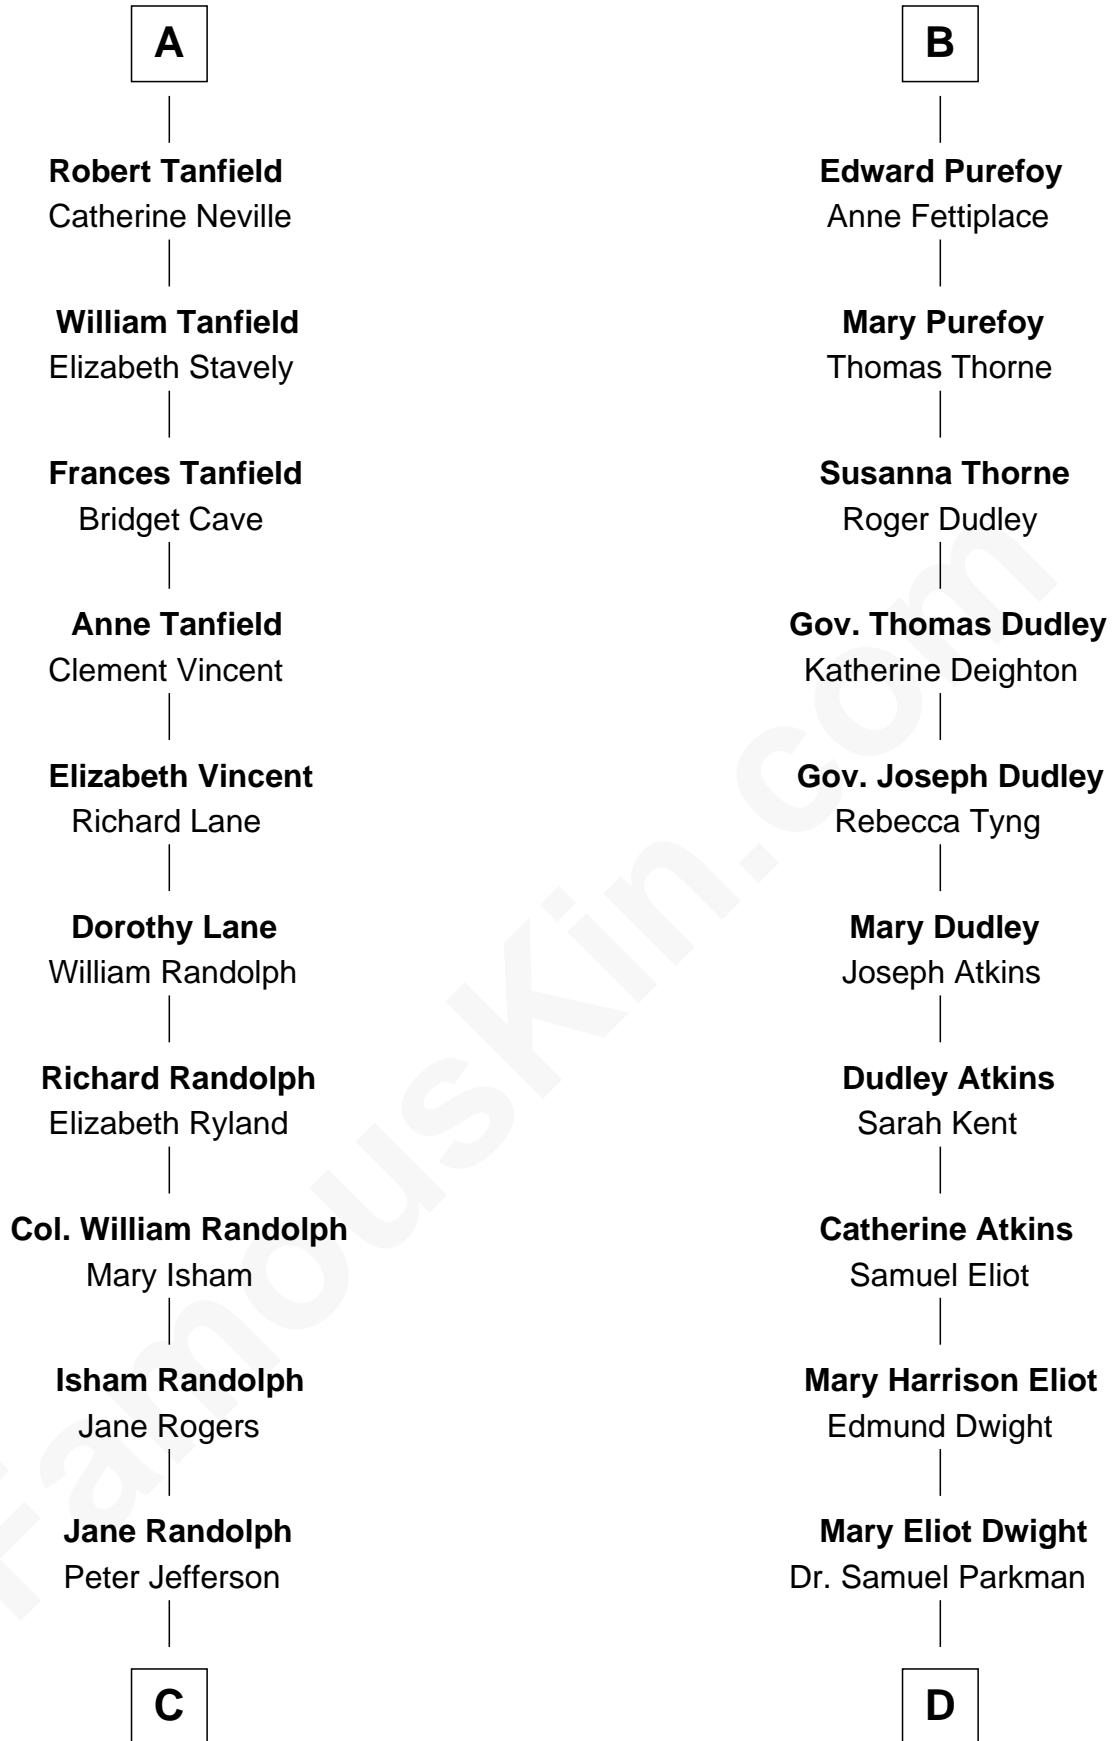 A
Robert Tanfield
Catherine Neville
William Tanfield
Elizabeth Stavely
Frances Tanfield
Bridget Cave
Anne Tanfield
Clement Vincent
Elizabeth Vincent
Richard Lane
Dorothy Lane
William Randolph
Richard Randolph
Elizabeth Ryland
Col. William Randolph
Mary Isham
Isham Randolph
Jane Rogers
Jane Randolph
Peter Jefferson
C
B
Edward Purefoy
Anne Fettiplace
Mary Purefoy
Thomas Thorne
Susanna Thorne
Roger Dudley
Gov. Thomas Dudley
Katherine Deighton
Gov. Joseph Dudley
Rebecca Tyng
Mary Dudley
Joseph Atkins
Dudley Atkins
Sarah Kent
Catherine Atkins
Samuel Eliot
Mary Harrison Eliot
Edmund Dwight
Mary Eliot Dwight
Dr. Samuel Parkman
D
FamousKin.com